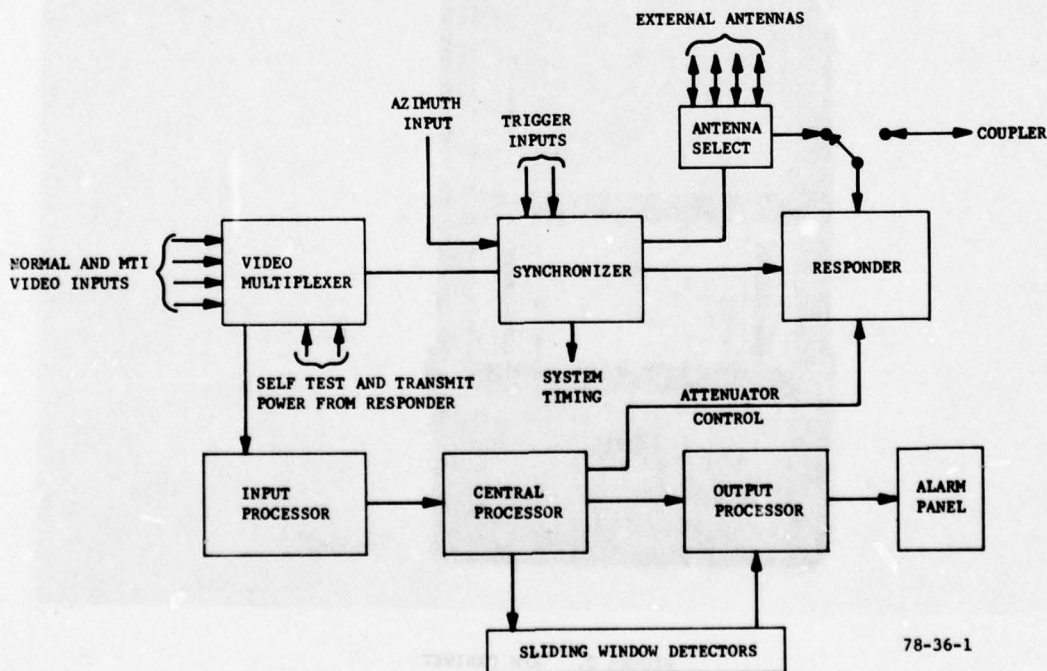 EXTERNAL ANTENNAS
AZIMUTH
INPUT
TRIGGER
INPUTS
ANTENNA
SELECT
COUPLER
NORMAL AND MTI
VIDEO INPUTS
VIDEO
MULTIPLEXER
SYNCHRONIZER
RESPONDER
SELF TEST AND TRANSMIT
POWER FROM RESPONDER
SYSTEM
TIMING
ATTENUATOR
CONTROL
INPUT
PROCESSOR
CENTRAL
PROCESSOR
OUTPUT
PROCESSOR
ALARM
PANEL
SLIDING WINDOW DETECTORS
78-36-1